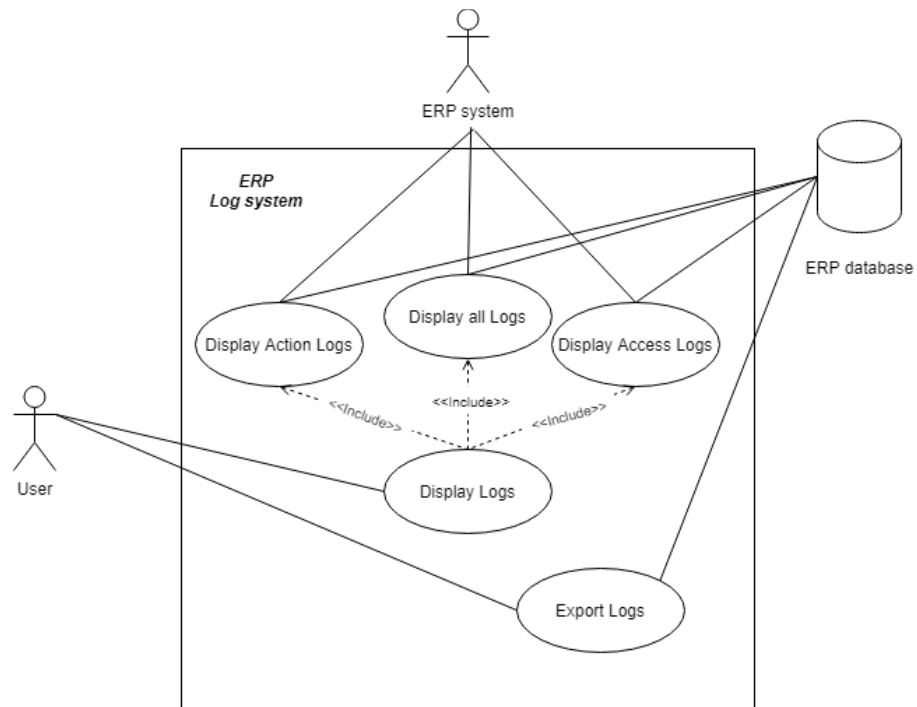 ERP system
ERP
Log system
ERP database
Display Action Logs
Display all Logs
Display Access Logs
<<Include>>
<<Include>>
<<Include>>
User
Display Logs
Export Logs